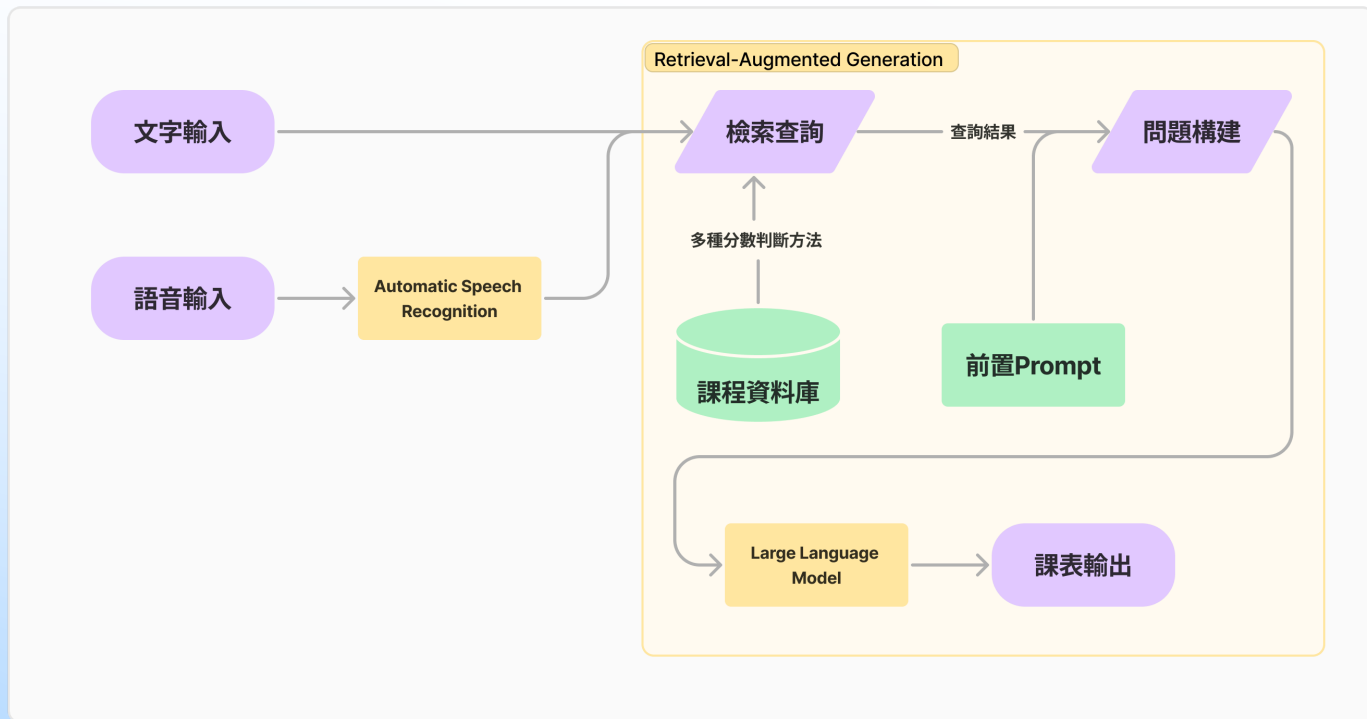 Retrieval-Augmented Generation
文字輸入
檢索查詢
查詢結果
問題構建
多種分數判斷方法
語音輸入
Automatic Speech
Recognition
課程資料庫
前置Prompt
Large Language
Model
課表輸出